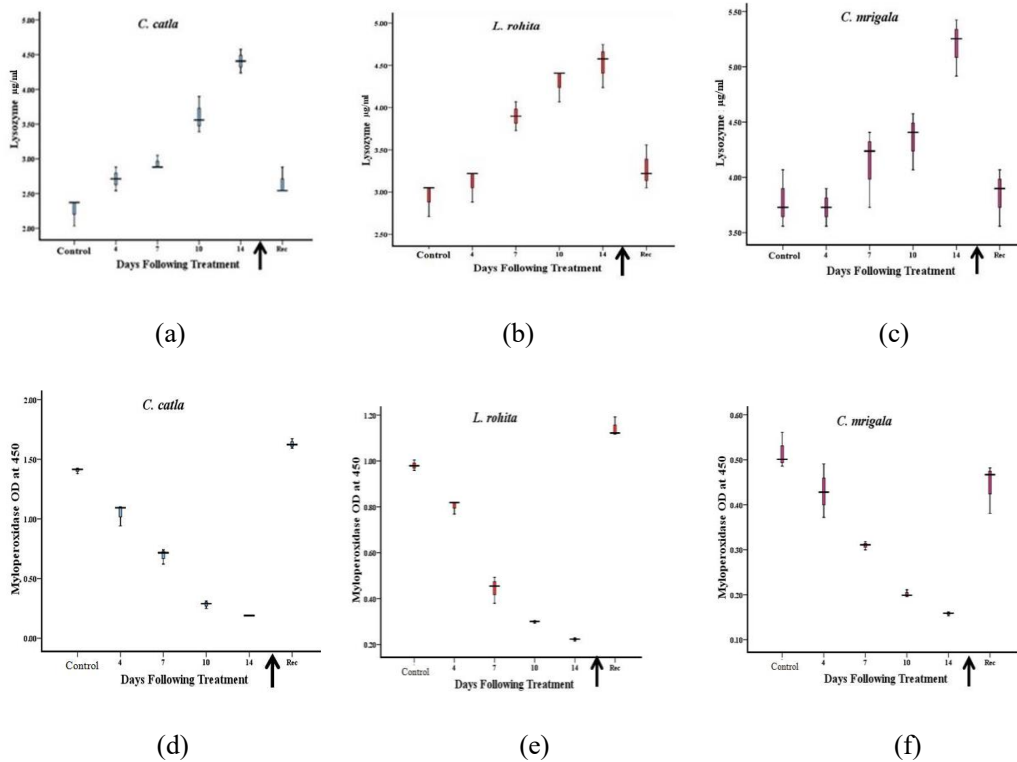 C. catla
5.00
4.50
4.00
3.50
3.00
2.50
2.00
Lysozyme µg/ml
Control 4 7 10 14 Rec
Days Following Treatment
(a)
L. rohita
5.00
4.50
4.00
3.50
3.00
2.50
Lysozyme µg/ml
Control 4 7 10 14 Rec
Days Following Treatment
(b)
C. mrigala
5.50
5.00
4.50
4.00
3.50
Lysozyme µg/ml
Control 4 7 10 14 Rec
Days Following Treatment
(c)
C. catla
2.00
1.50
1.00
0.50
0.00
Myloperoxidase OD at 450
Control 4 7 10 14 Rec
Days Following Treatment
(d)
L. rohita
1.20
1.00
0.80
0.60
0.40
0.20
Myloperoxidase OD at 450
Control 4 7 10 14 Rec
Days Following Treatment
(e)
C. mrigala
0.60
0.50
0.40
0.30
0.20
0.10
Myloperoxidase OD at 450
Control 4 7 10 14 Rec
Days Following Treatment
(f)